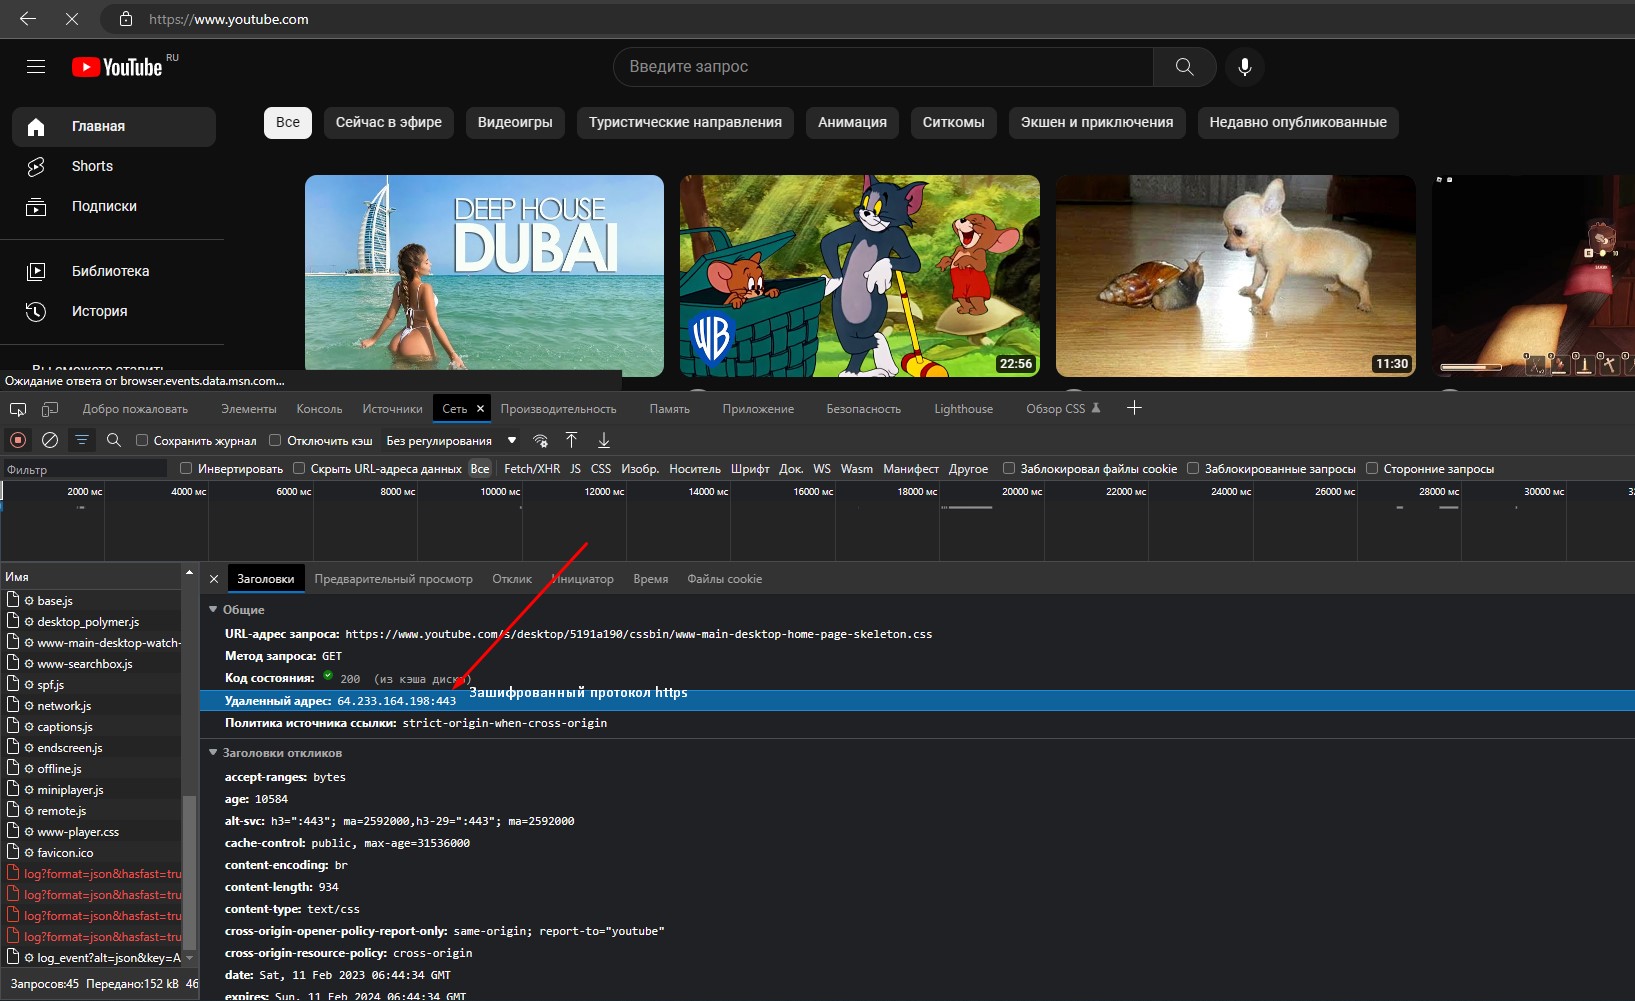 https://www.youtube.com
YouTube RU
Введите запрос
Главная
Shorts
Подписки
Библиотека
История
Все Сейчас в эфире Видеоигры Туристические направления Анимация Ситкомы Экшен и приключения Недавно опубликованные
DEEP HOUSE
DUBAI
WB
22:56
11:30
Ожидание ответа от browser.events.data.msn.com...
Добро пожаловать Элементы Консоль Источники Сеть Производительность Память Приложение Безопасность Lighthouse Обзор CSS
Сохранить журнал Отключить кэш Без регулирования
Фильтр Инвертировать Скрыть URL-адреса данных Все Fetch/XHR JS CSS Изобр. Носитель Шрифт Док. WS Wasm Манифест Другое Заблокировал файлы cookie Заблокированные запросы Сторонние запросы
2000 мс 4000 мс 6000 мс 8000 мс 10000 мс 12000 мс 14000 мс 16000 мс 18000 мс 20000 мс 22000 мс 24000 мс 26000 мс 28000 мс 30000 мс
Имя
base.js
desktop_polymer.js
www-main-desktop-watch-
www-searchbox.js
spf.js
network.js
captions.js
endscreen.js
offline.js
miniplayer.js
remote.js
www-player.css
favicon.ico
log?format=json&hasfast=tru
log?format=json&hasfast=tru
log?format=json&hasfast=tru
log?format=json&hasfast=tru
log_event?alt=json&key=A
Запросов:45 Передано:152 kB 46
Заголовки Предварительный просмотр Отклик Инициатор Время Файлы cookie
Общие
URL-адрес запроса: https://www.youtube.com/s/desktop/5191a190/cssbin/www-main-desktop-home-page-skeleton.css
Метод запроса: GET
Код состояния: 200 (из кэша диска)
Удаленный адрес: 64.233.164.198:443 Зашифрованный протокол https
Политика источника ссылки: strict-origin-when-cross-origin
Заголовки откликов
accept-ranges: bytes
age: 10584
alt-svc: h3=":443"; ma=2592000,h3-29=":443"; ma=2592000
cache-control: public, max-age=31536000
content-encoding: br
content-length: 934
content-type: text/css
cross-origin-opener-policy-report-only: same-origin; report-to="youtube"
cross-origin-resource-policy: cross-origin
date: Sat, 11 Feb 2023 06:44:34 GMT
expires: Sun, 11 Feb 2024 06:44:34 GMT